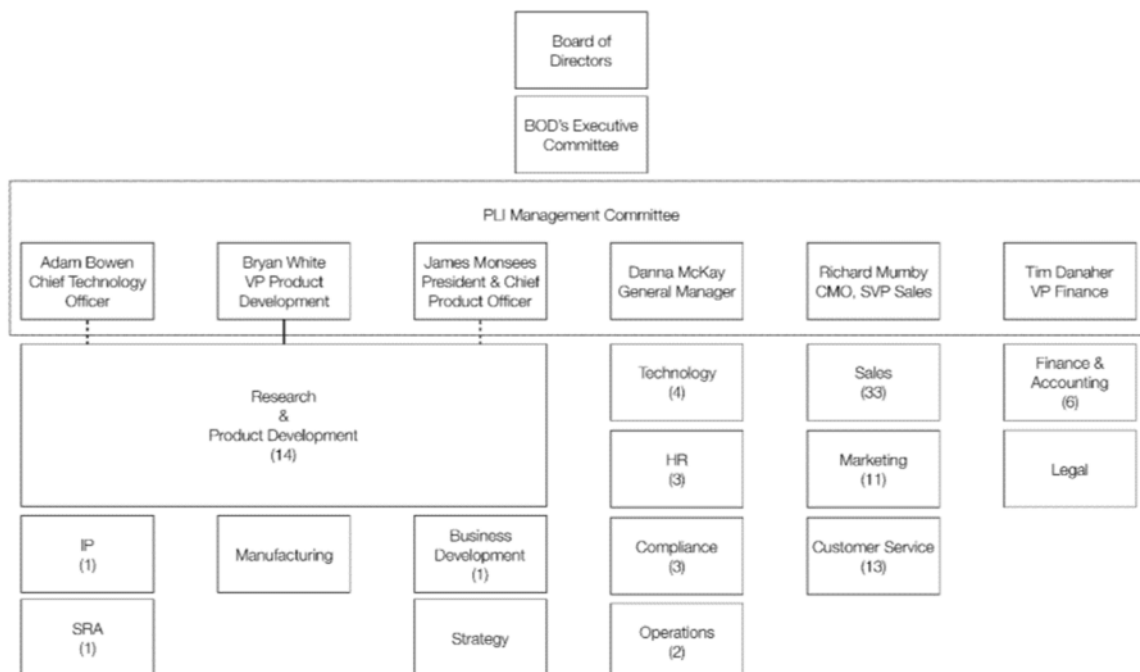 Board of
Directors
BOD's Executive
Committee
PLI Management Committee
Adam Bowen
Chief Technology
Officer
Bryan White
VP Product
Development
James Monsees
President & Chief
Product Officer
Danna McKay
General Manager
Richard Mumby
CMO, SVP Sales
Tim Danaher
VP Finance
Research
&
Product Development
(14)
Technology
(4)
Sales
(33)
Finance &
Accounting
(6)
HR
(3)
Marketing
(11)
Legal
IP
(1)
Manufacturing
Business
Development
(1)
Compliance
(3)
Customer Service
(13)
SRA
(1)
Strategy
Operations
(2)